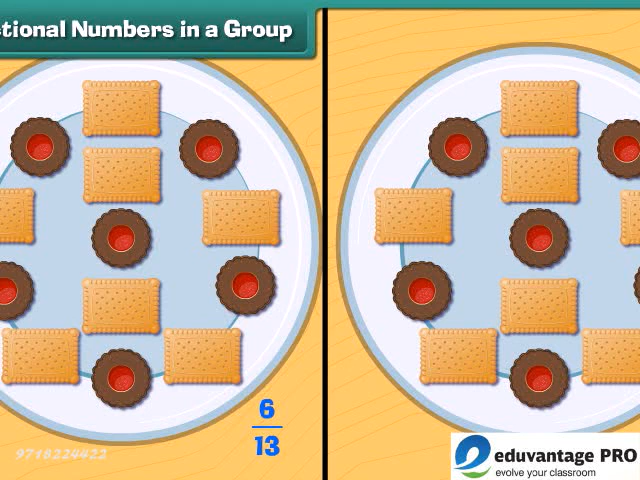 ctional Numbers in a Group
6
13
9718224422
eduvantage PRO
evolve your classroom